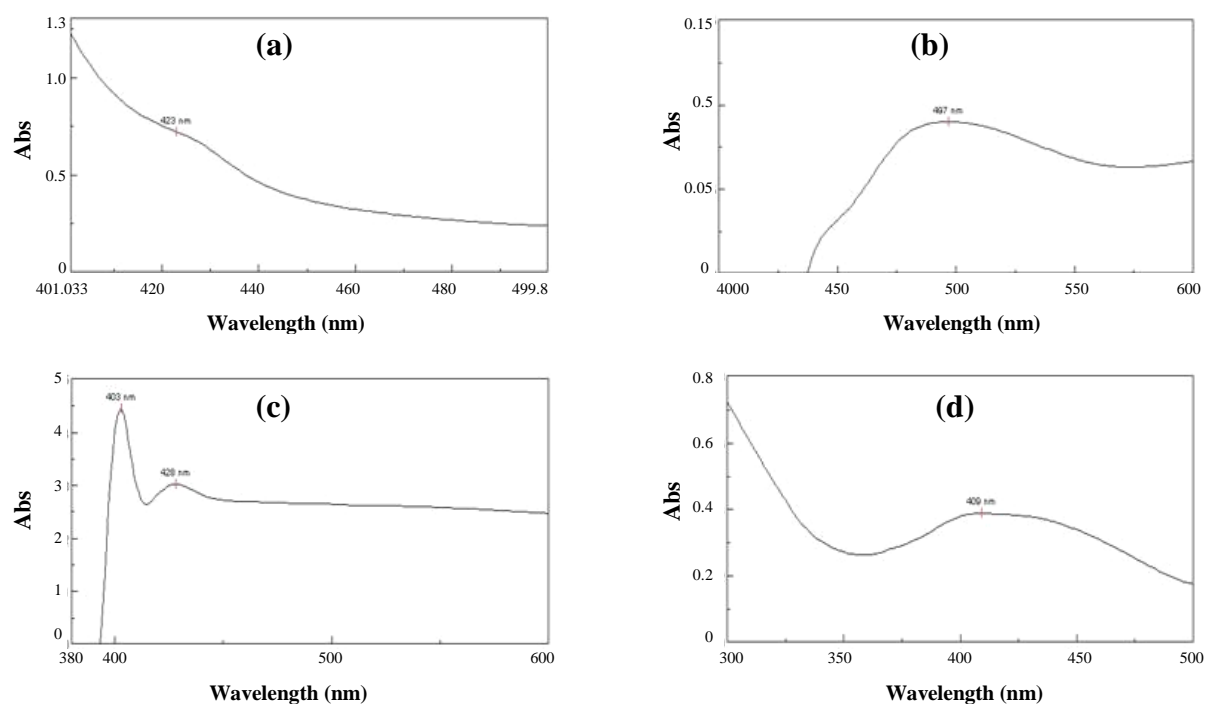 (a)
1.3
1.0
0.5
0
Abs
423 nm
401.033 420 440 460 480 499.8
Wavelength (nm)
(b)
0.15
0.5
0.05
0
Abs
497 nm
4000 450 500 550 600
Wavelength (nm)
(c)
5
4
3
2
1
0
Abs
403 nm
428 nm
380 400 500 600
Wavelength (nm)
(d)
0.8
0.6
0.4
0.2
0
Abs
409 nm
300 350 400 450 500
Wavelength (nm)